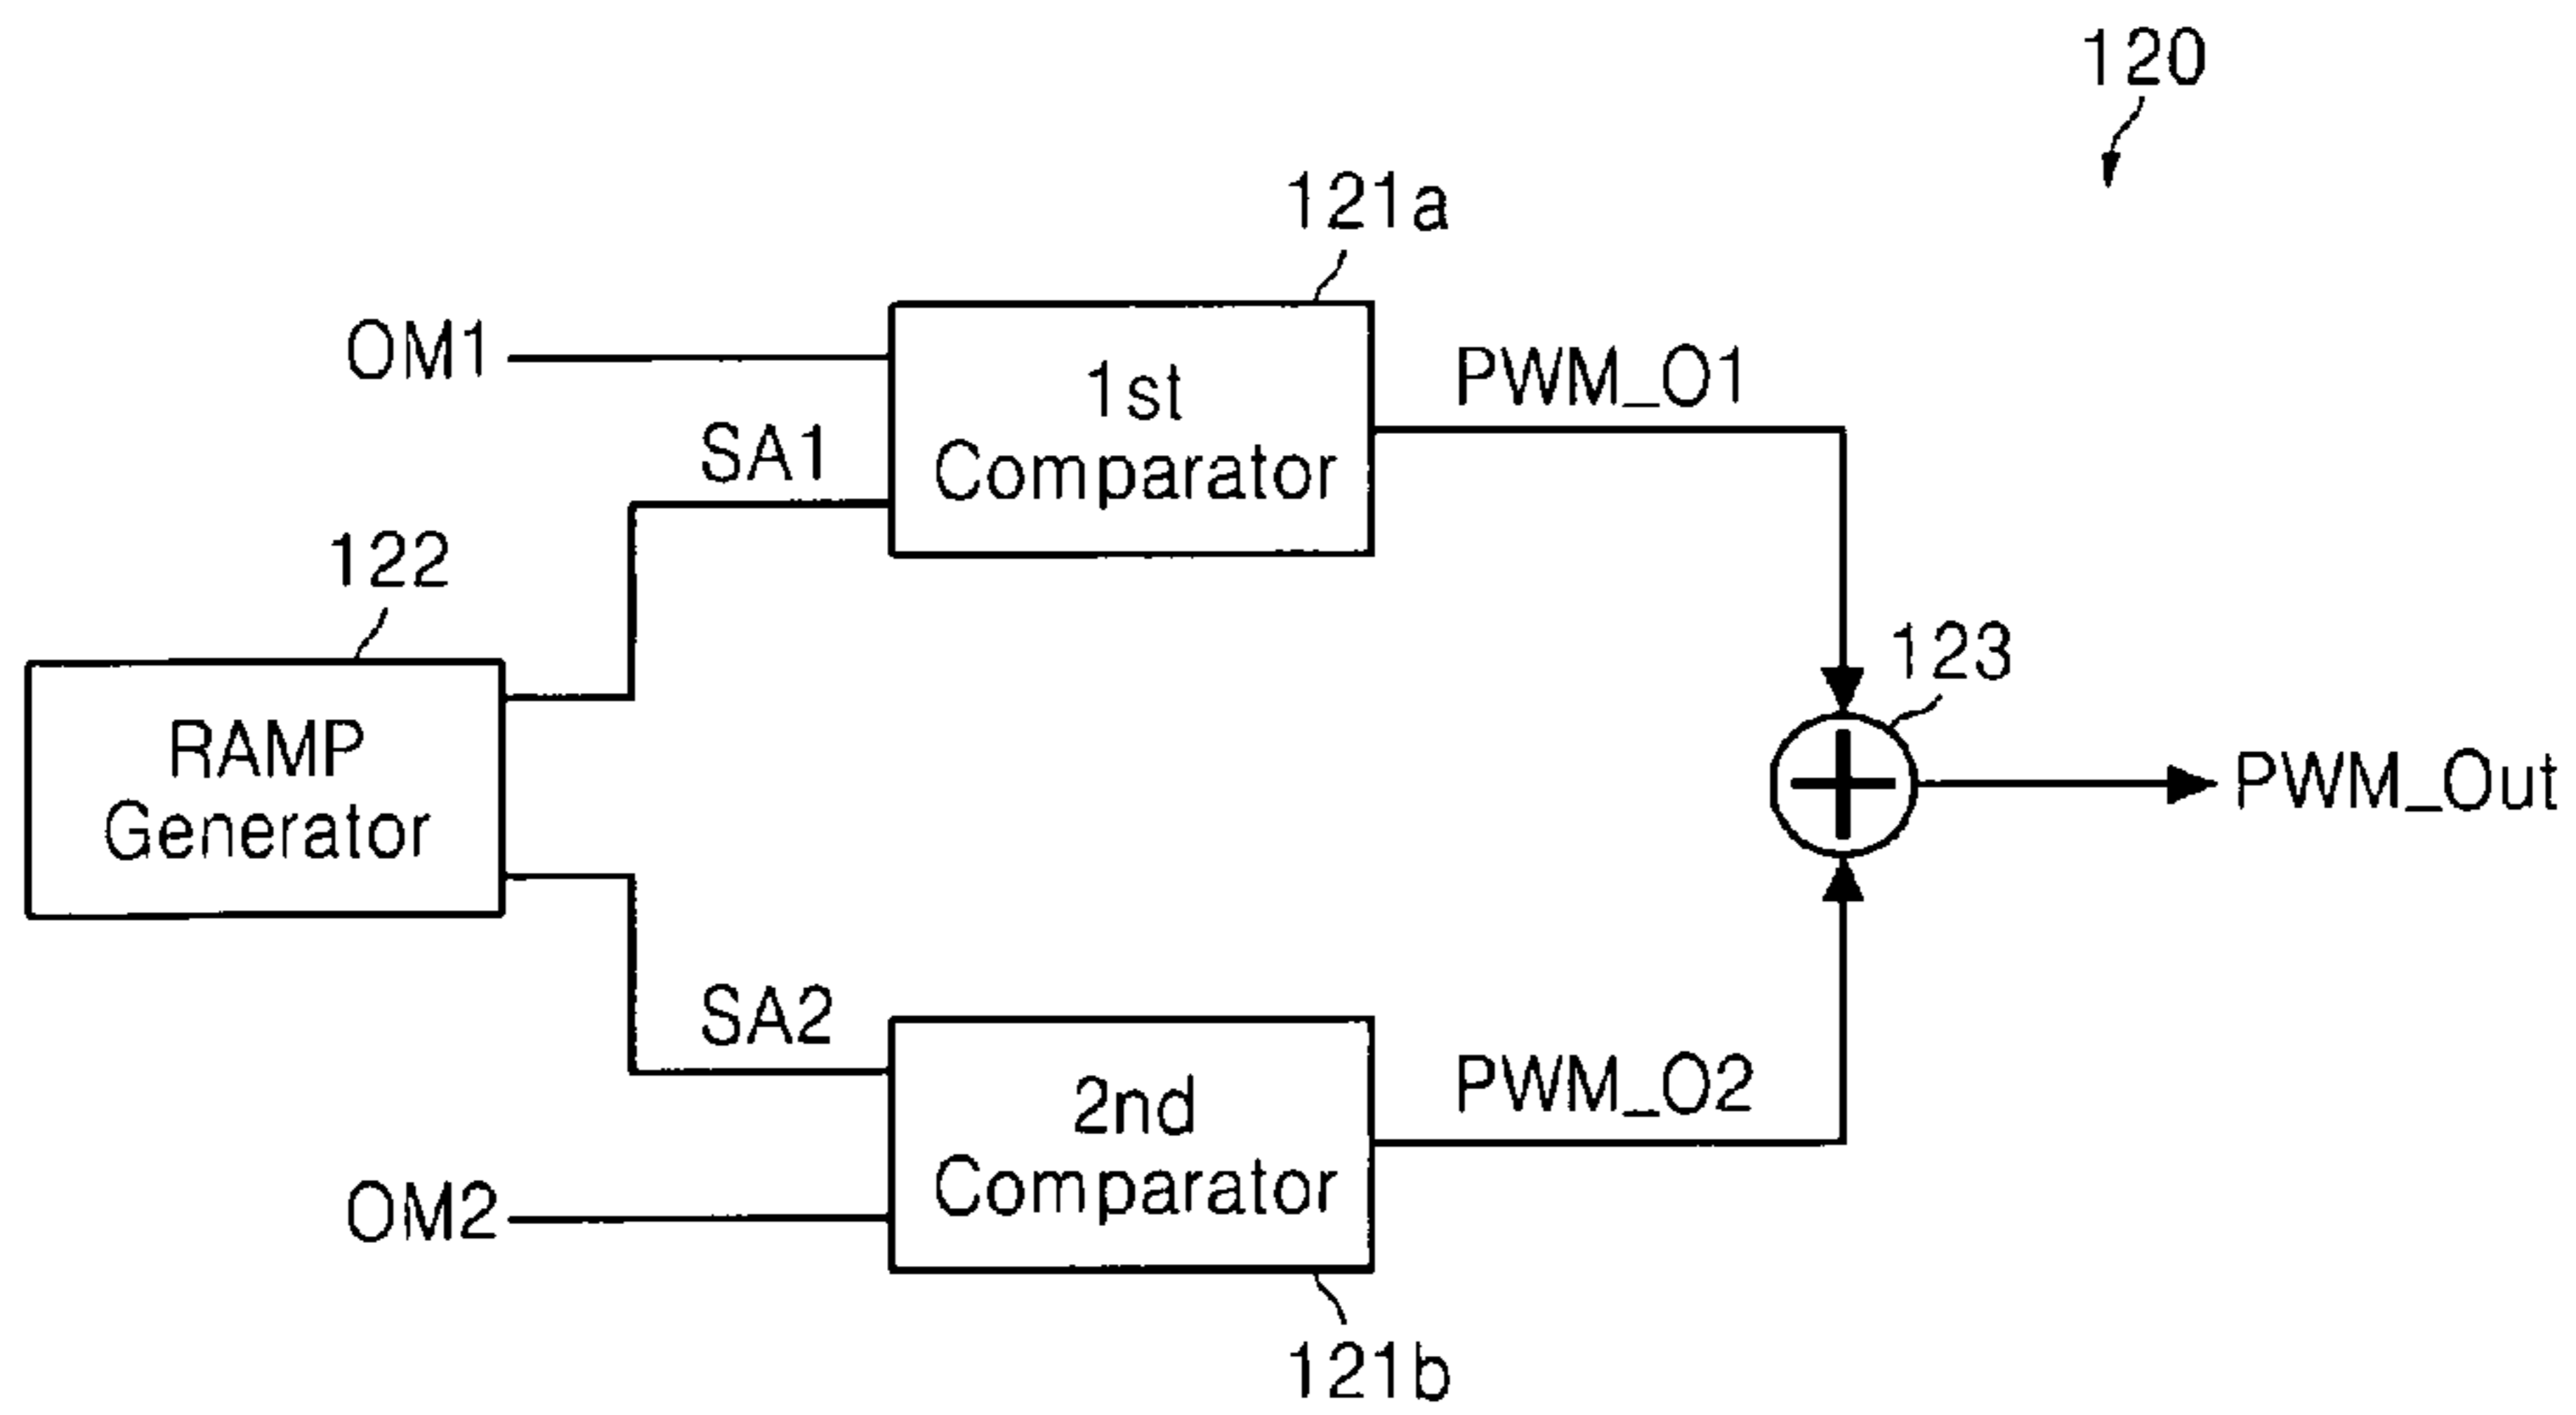 120
121a
OM1
1st
Comparator
PWM_O1
SA1
122
RAMP
Generator
123
PWM_Out
SA2
2nd
Comparator
PWM_O2
OM2
121b